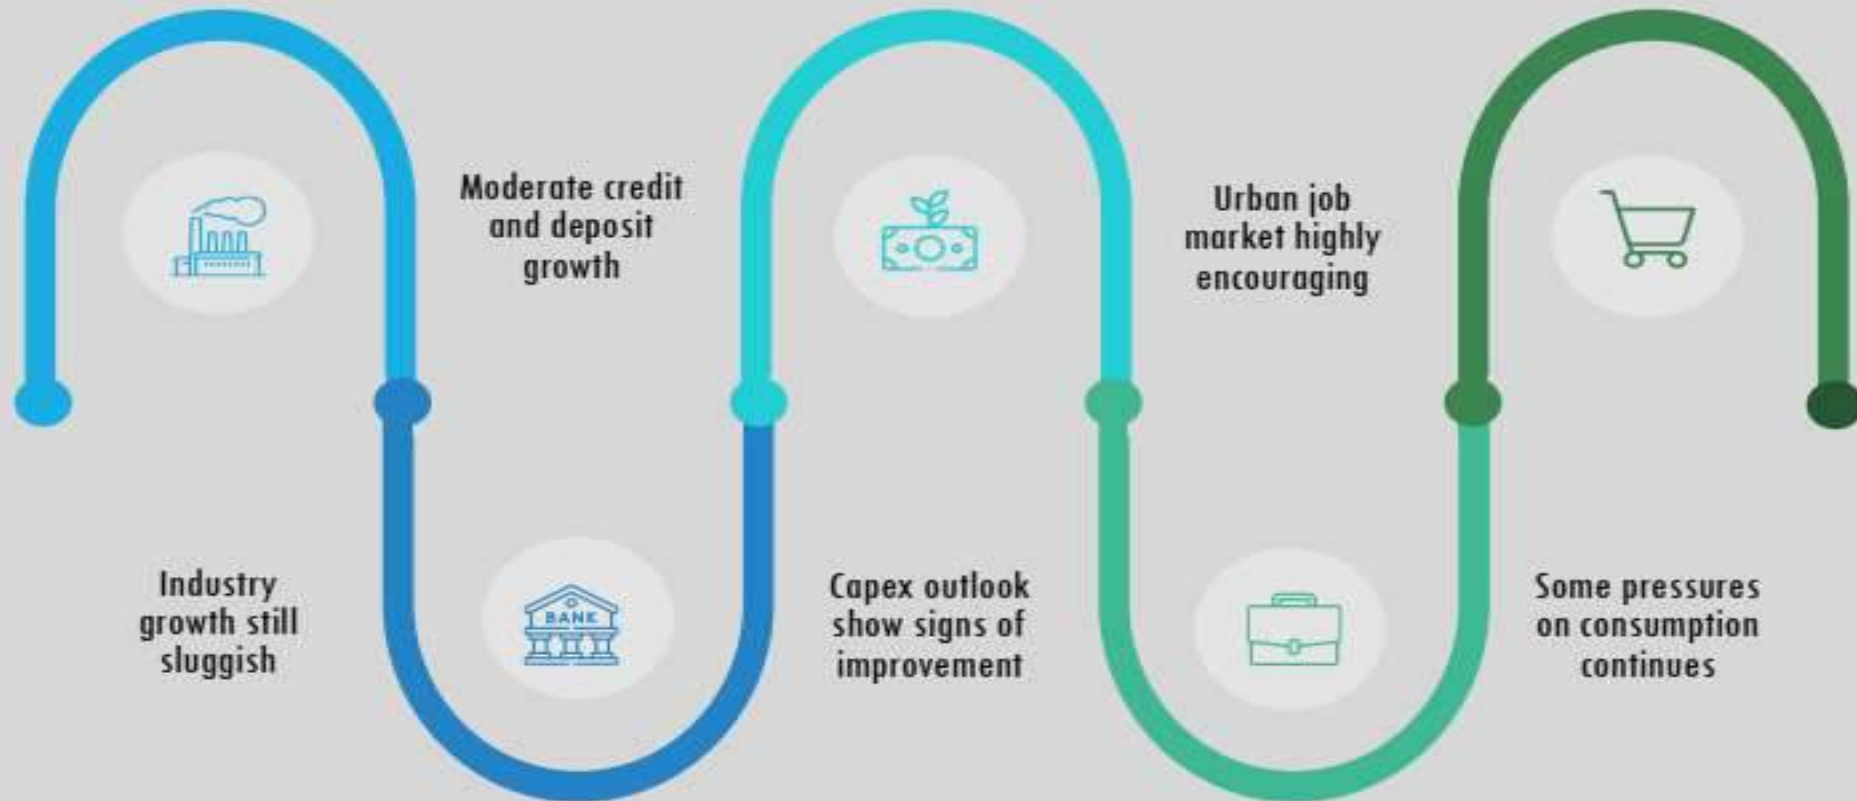 Industry
growth still
sluggish
Moderate credit
and deposit
growth
BANK
Capex outlook
show signs of
improvement
Urban job
market highly
encouraging
Some pressures
on consumption
continues